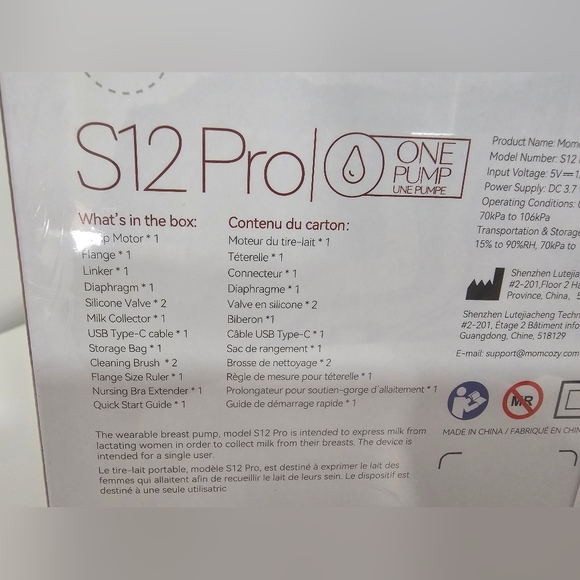 S12 Pro
ONE
PUMP
UNE PUMPE
What's in the box:
Motor * 1
Flange * 1
Linker * 1
Diaphragm * 1
Silicone Valve * 2
Milk Collector * 1
USB Type-C cable * 1
Storage Bag * 1
Cleaning Brush * 2
Flange Size Ruler * 1
Nursing Bra Extender * 1
Quick Start Guide * 1
Contenu du carton:
Moteur du tire-lait * 1
Téterelle * 1
Connecteur * 1
Diaphragme * 1
Valve en silicone * 2
Biberon *1
Câble USB Type-C * 1
Sac de rangement * 1
Brosse de nettoyage * 2
Règle de mesure pour téterelle * 1
Prolongateur pour soutien-gorge d'allaitement * 1
Guide de démarrage rapide * 1
The wearable breast pump, model S12 Pro is intended to express milk from
lactating women in order to collect milk from their breasts. The device is
intended for a single user.
Le tire-lait portable, modèle S12 Pro, est destiné à exprimer le lait des
femmes qui allaitent afin de recueillir le lait de leurs sein. Le dispositif est
destiné à une seule utilisatric
Product Name:
Model Number: S12
Input Voltage: 5V
Power Supply: DC 3.7
Operating Conditions:
70kPa to 106kPa
Transportation & Storage
15% to 90%RH, 70kPa to
Shenzhen Lutejia
#2-201, Floor 2
Province, China,
Shenzhen Lutejiacheng Techn
#2-201, Étage 2 Bâtiment
Guangdong, Chine, 518129
E-mail: support@momcozy.com
MR
MADE IN CHINA / FABRIQUÉ EN CHIN